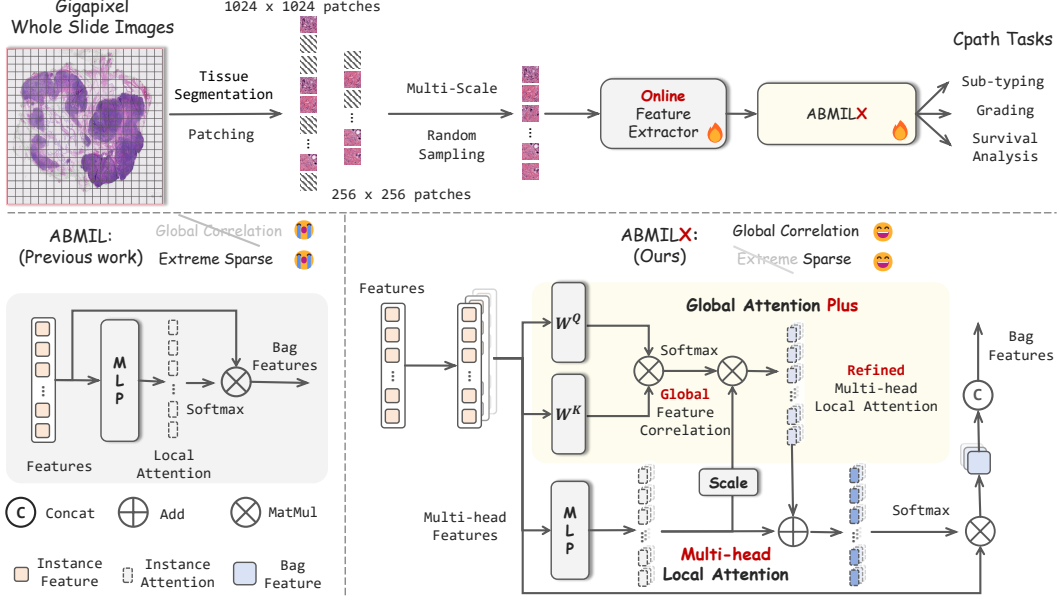 Gigapixel
Whole Slide Images
1024 x 1024 patches
Tissue
Segmentation
Patching
256 x 256 patches
Multi-Scale
Random
Sampling
Online
Feature
Extractor
ABMILX
Cpath Tasks
Sub-typing
Grading
Survival
Analysis
ABMIL:
(Previous work)
Global Correlation
Extreme Sparse
MLP
Softmax
Bag
Features
Features
Local
Attention
C Concat
Add
MatMul
Instance
Feature
Instance
Attention
Bag
Feature
ABMILX:
(Ours)
Global Correlation
Extreme Sparse
Features
Global Attention Plus
W^Q
W^K
Softmax
Global
Feature
Correlation
Refined
Multi-head
Local Attention
Scale
Multi-head
Features
MLP
Multi-head
Local Attention
Softmax
C
Bag
Features